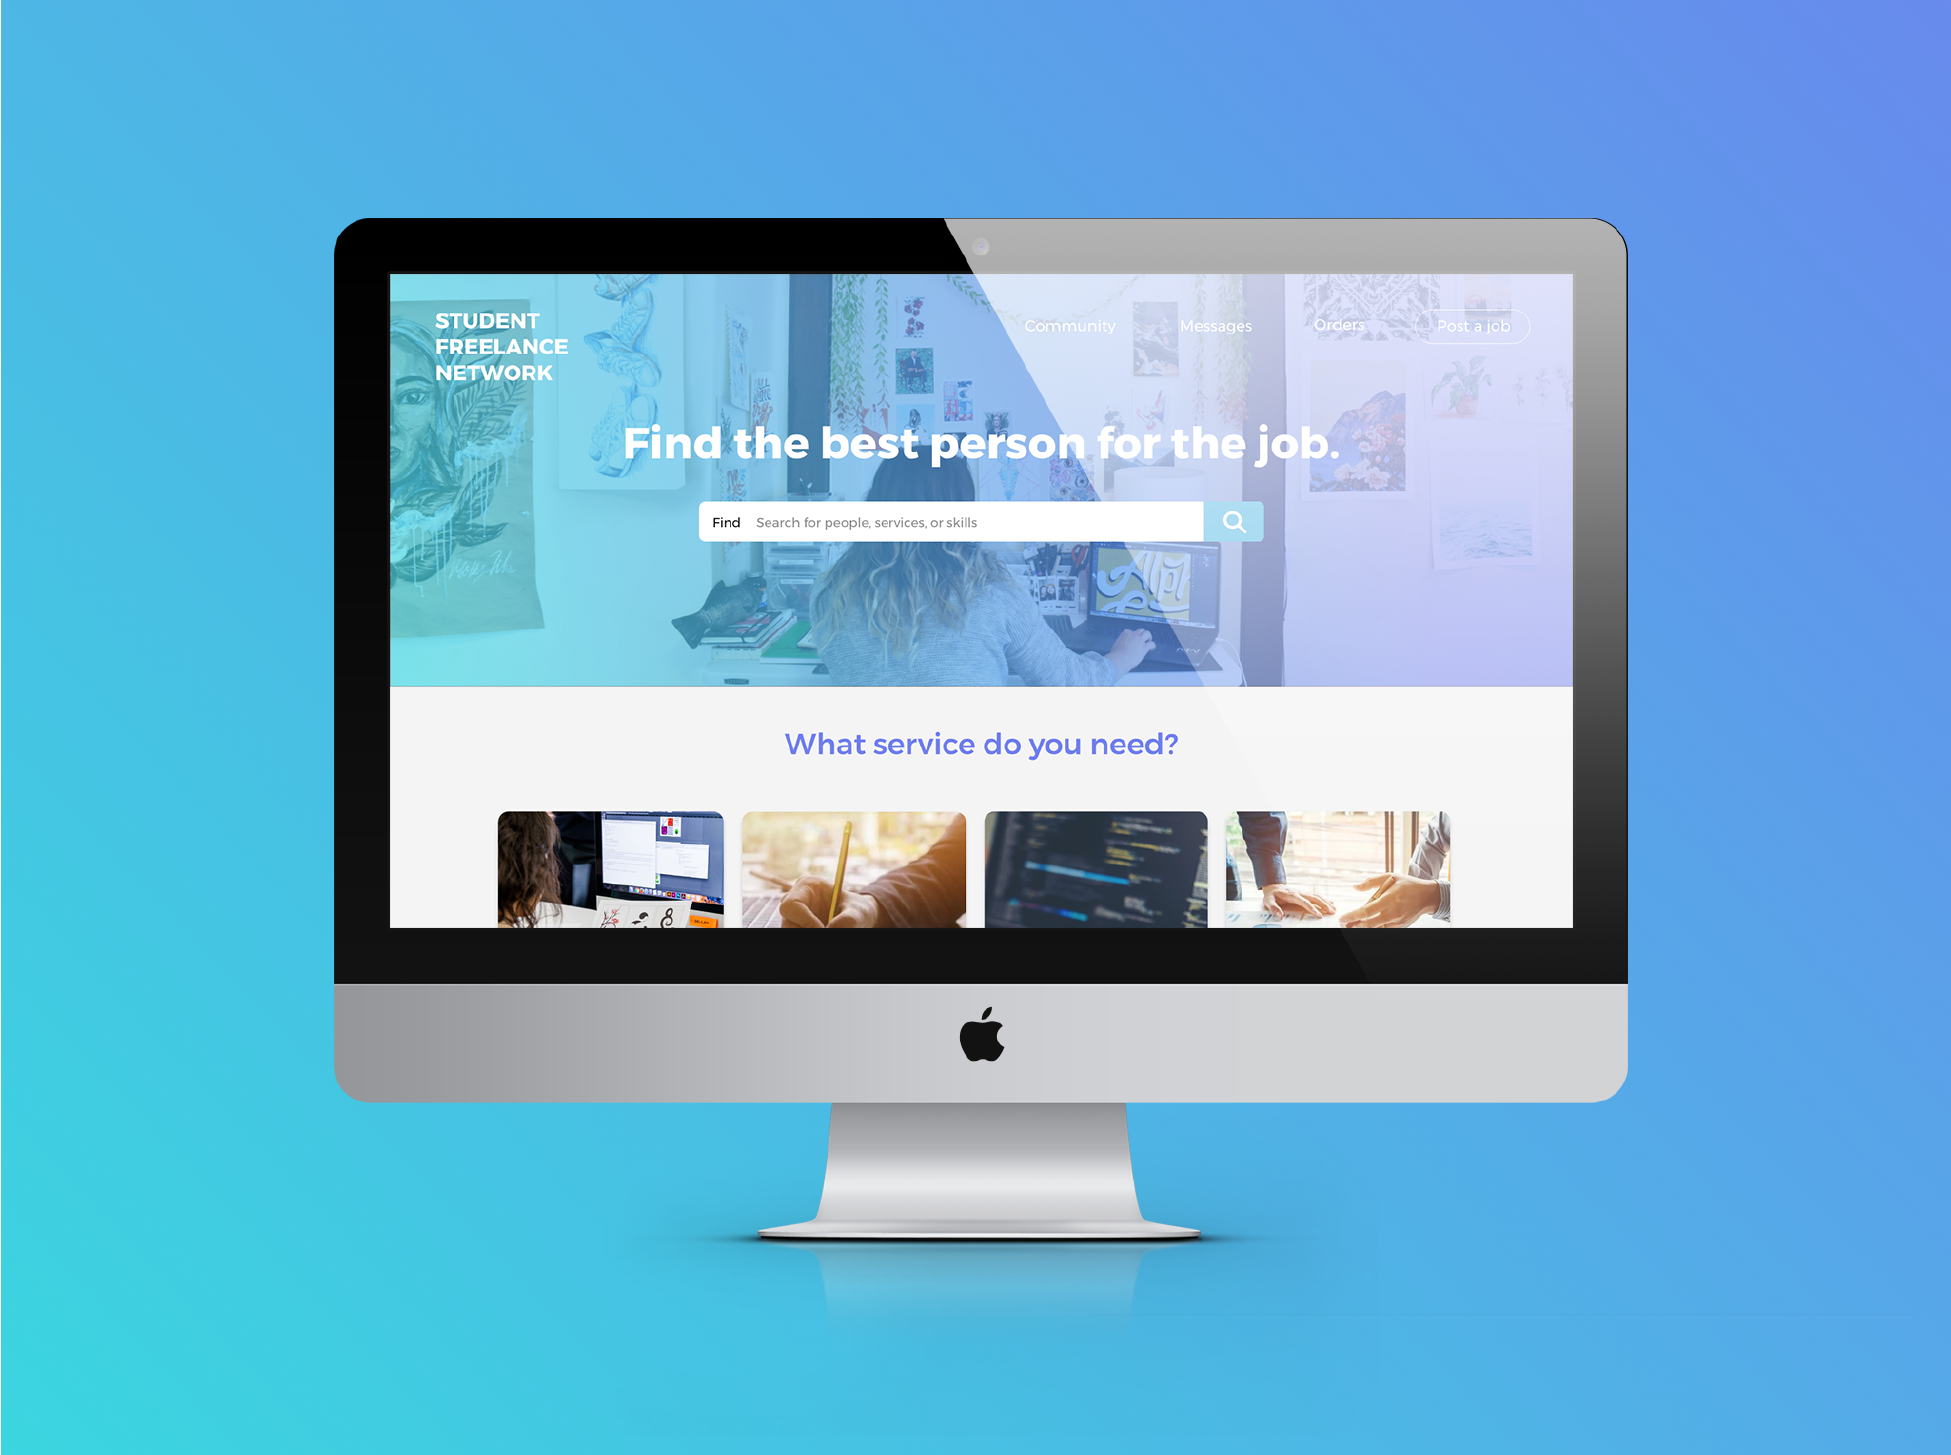 STUDENT
FREELANCE
NETWORK
Community Messages Orders Post a job
Find the best person for the job.
Find Search for people, services, or skills
What service do you need?